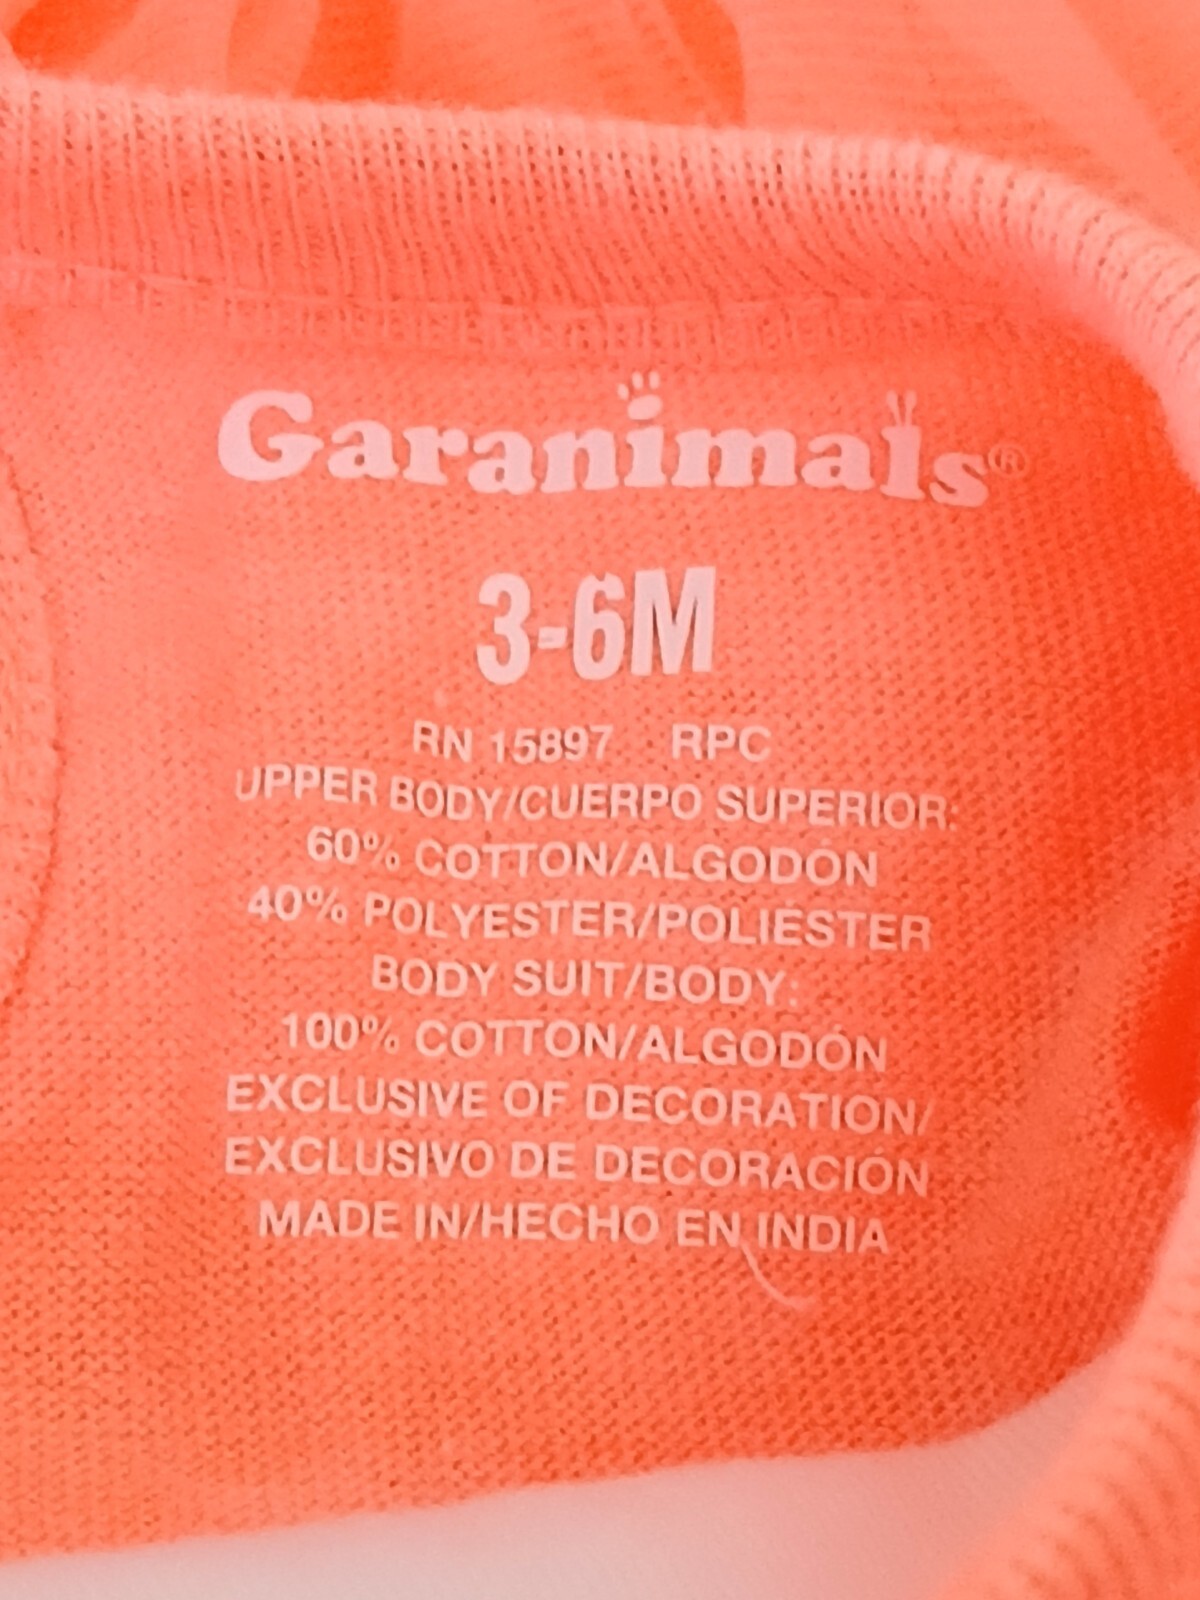 Garanimals®
3-6M
RN 15897 RPC
UPPER BODY/CUERPO SUPERIOR:
60% COTTON/ALGODÓN
40% POLYESTER/POLIÉSTER
BODY SUIT/BODY:
100% COTTON/ALGODÓN
EXCLUSIVE OF DECORATION/
EXCLUSIVO DE DECORACIÓN
MADE IN/HECHO EN INDIA